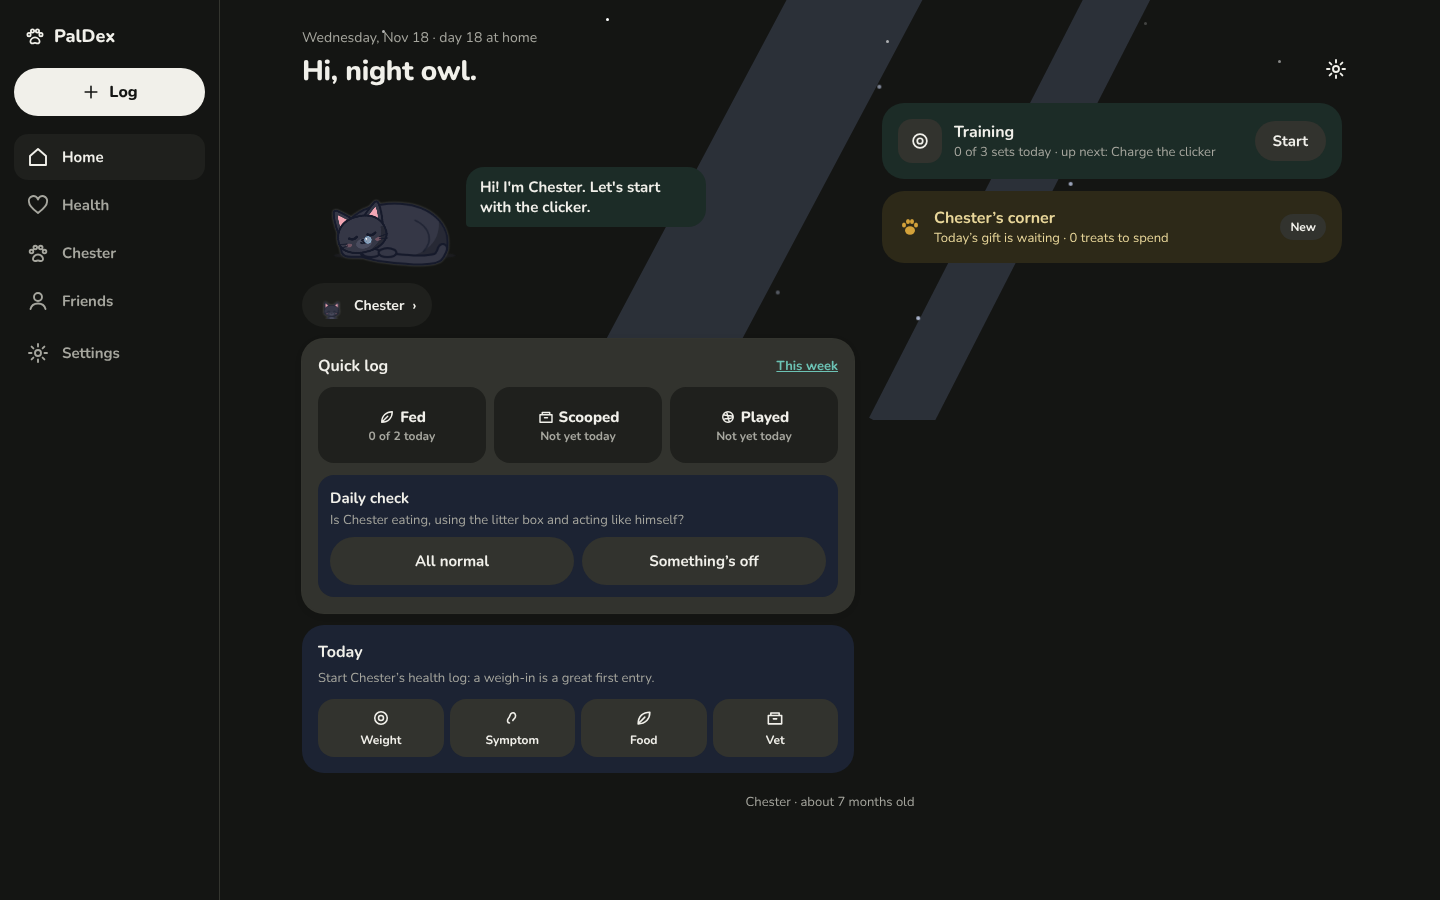 PalDex
Log
Home
Health
Chester
Friends
Settings
Wednesday, Nov 18 · day 18 at home
Hi, night owl.
Hi! I'm Chester. Let's start
with the clicker.
Chester ›
Quick log
This week
Fed
0 of 2 today
Scooped
Not yet today
Played
Not yet today
Daily check
Is Chester eating, using the litter box and acting like himself?
All normal
Something’s off
Today
Start Chester’s health log: a weigh-in is a great first entry.
Weight
Symptom
Food
Vet
Training
0 of 3 sets today · up next: Charge the clicker
Start
Chester’s corner
Today’s gift is waiting · 0 treats to spend
New
Chester · about 7 months old